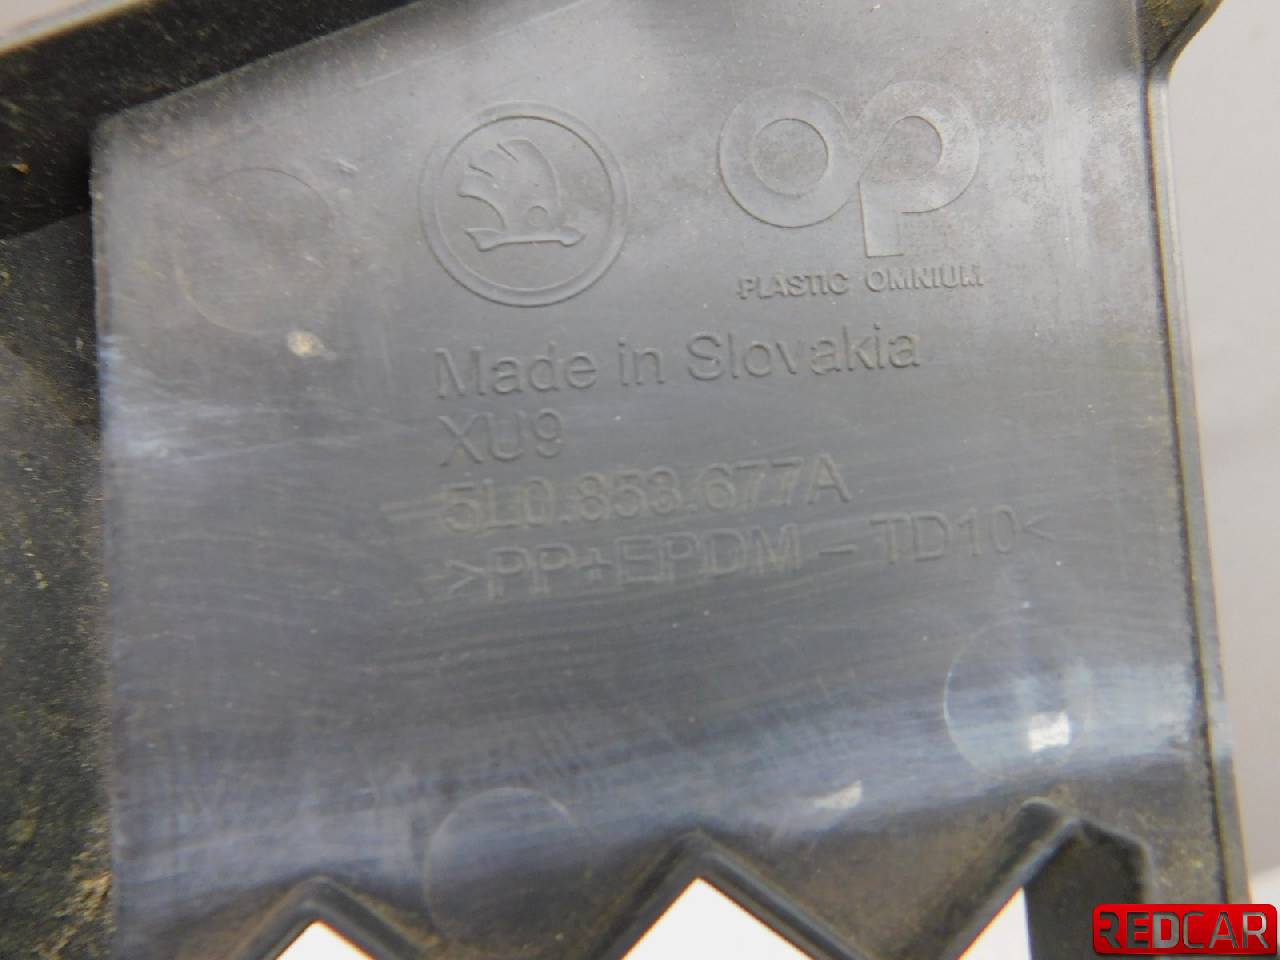 OP
PLASTIC OMNIUM
Made in Slovakia
XU9
5L0.853.677A
>PP+EPDM – TD10<
REDCAR